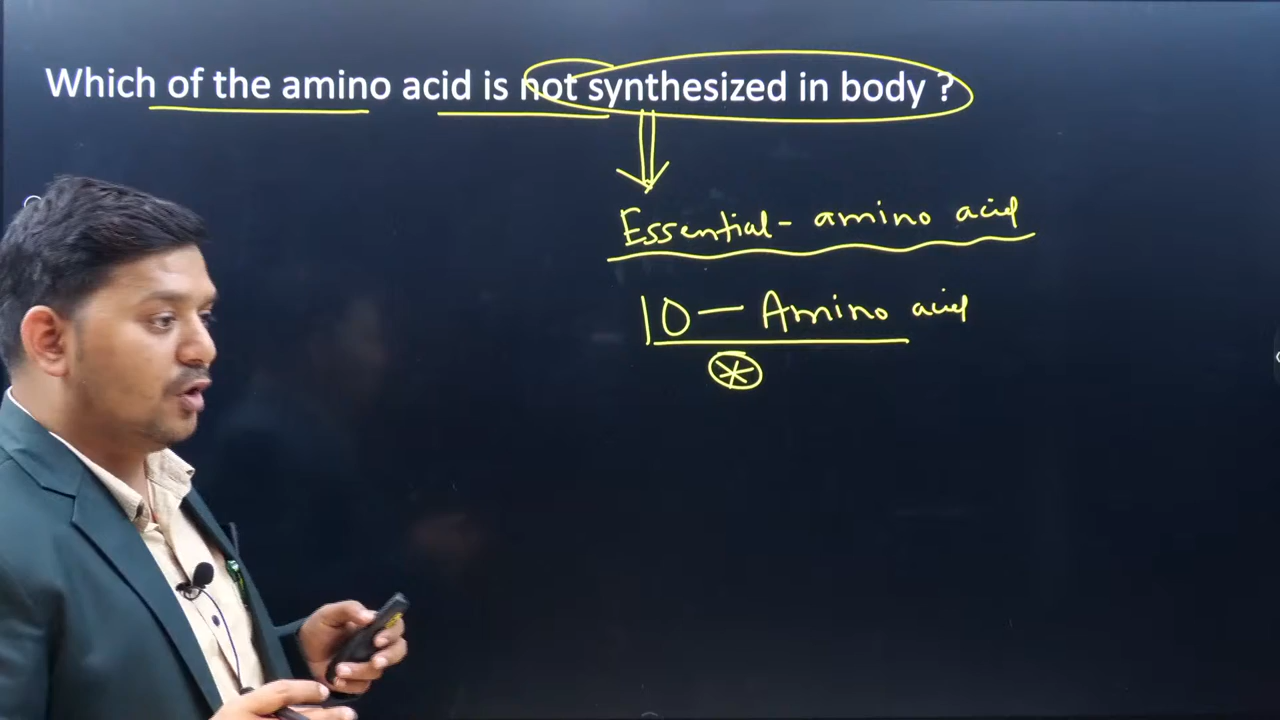 Which of the amino acid is not synthesized in body ?
Essential- amino acid
10 — Amino acid